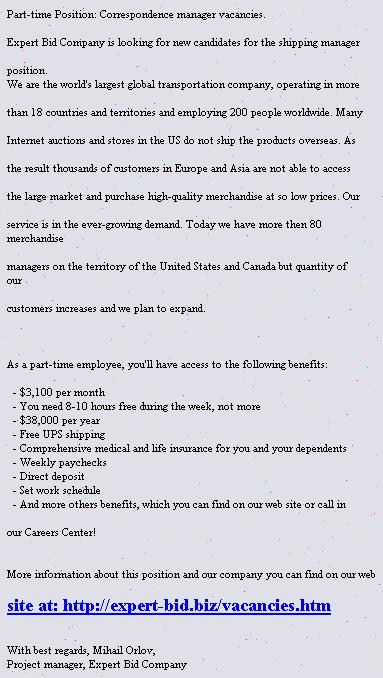 Part-time Position: Correspondence manager vacancies.
Expert Bid Company is looking for new candidates for the shipping manager
position.
We are the world's largest global transportation company, operating in more
than 18 countries and territories and employing 200 people worldwide. Many
Internet auctions and stores in the US do not ship the products overseas. As
the result thousands of customers in Europe and Asia are not able to access
the large market and purchase high-quality merchandise at so low prices. Our
service is in the ever-growing demand. Today we have more then 80
merchandise
managers on the territory of the United States and Canada but quantity of
our
customers increases and we plan to expand.
As a part-time employee, you'll have access to the following benefits:
- $3,100 per month
- You need 8-10 hours free during the week, not more
- $38,000 per year
- Free UPS shipping
- Comprehensive medical and life insurance for you and your dependents
- Weekly paychecks
- Direct deposit
- Set work schedule
- And more others benefits, which you can find on our web site or call in
our Careers Center!
More information about this position and our company you can find on our web
site at: http://expert-bid.biz/vacancies.htm
With best regards, Mihail Orlov,
Project manager, Expert Bid Company